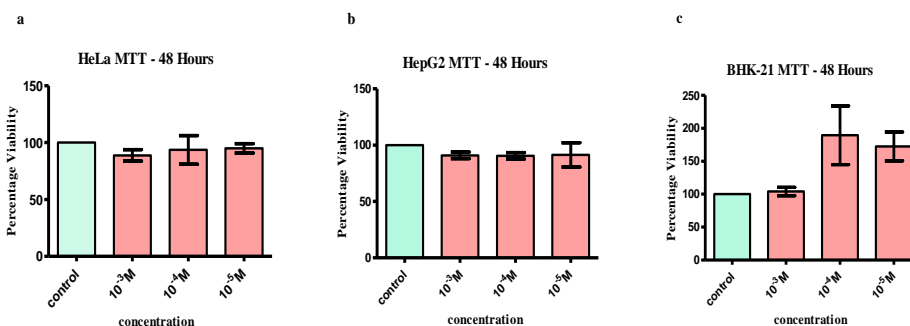 a
HeLa MTT - 48 Hours
Percentage Viability
150
100
50
0
control
10⁻³M
10⁻⁴M
10⁻⁵M
concentration
b
HepG2 MTT - 48 Hours
Percentage Viability
150
100
50
0
control
10⁻³M
10⁻⁴M
10⁻⁵M
concentration
c
BHK-21 MTT - 48 Hours
Percentage Viability
250
200
150
100
50
0
control
10⁻³M
10⁻⁴M
10⁻⁵M
concentration